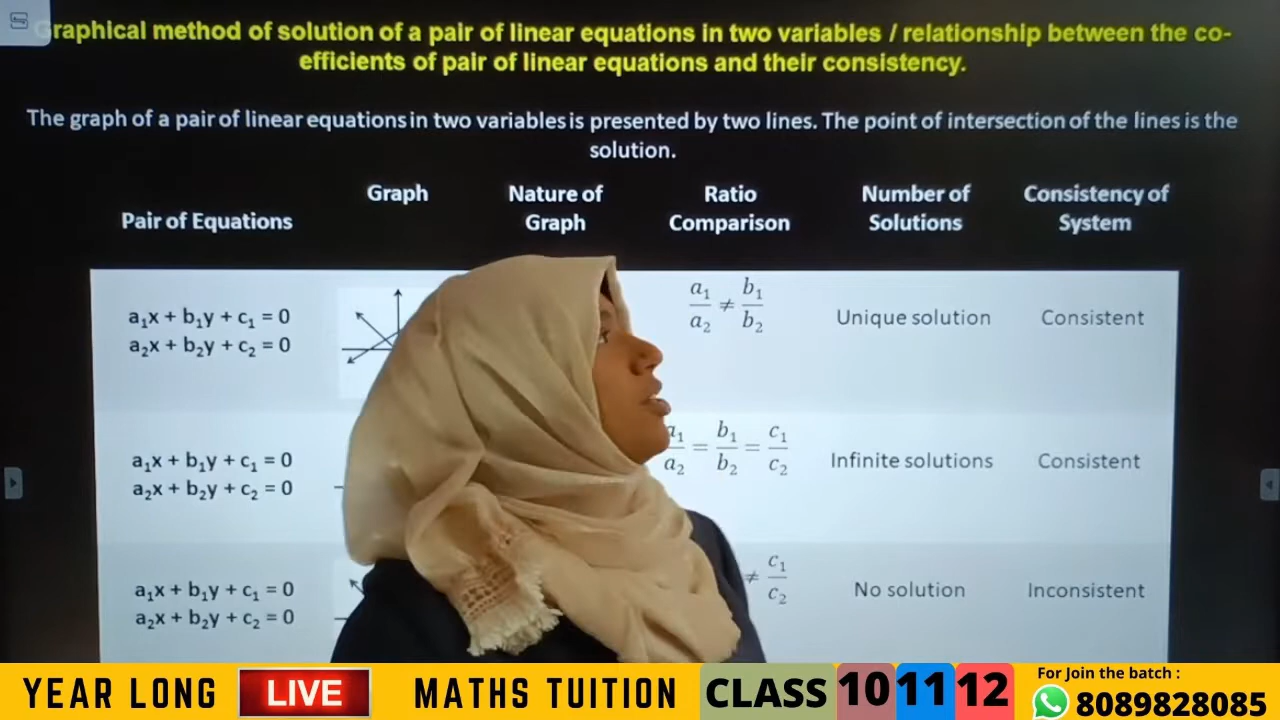 Graphical method of solution of a pair of linear equations in two variables / relationship between the co-
efficients of pair of linear equations and their consistency.
The graph of a pair of linear equations in two variables is presented by two lines. The point of intersection of the lines is the
solution.
Pair of Equations Graph Nature of Graph Ratio Comparison Number of Solutions Consistency of System
a₁x + b₁y + c₁ = 0
a₂x + b₂y + c₂ = 0
a₁/a₂ ≠ b₁/b₂ Unique solution Consistent
a₁x + b₁y + c₁ = 0
a₂x + b₂y + c₂ = 0
a₁/a₂ = b₁/b₂ = c₁/c₂ Infinite solutions Consistent
a₁x + b₁y + c₁ = 0
a₂x + b₂y + c₂ = 0
≠ c₁/c₂ No solution Inconsistent
YEAR LONG LIVE MATHS TUITION CLASS 10 11 12
For Join the batch :
8089828085